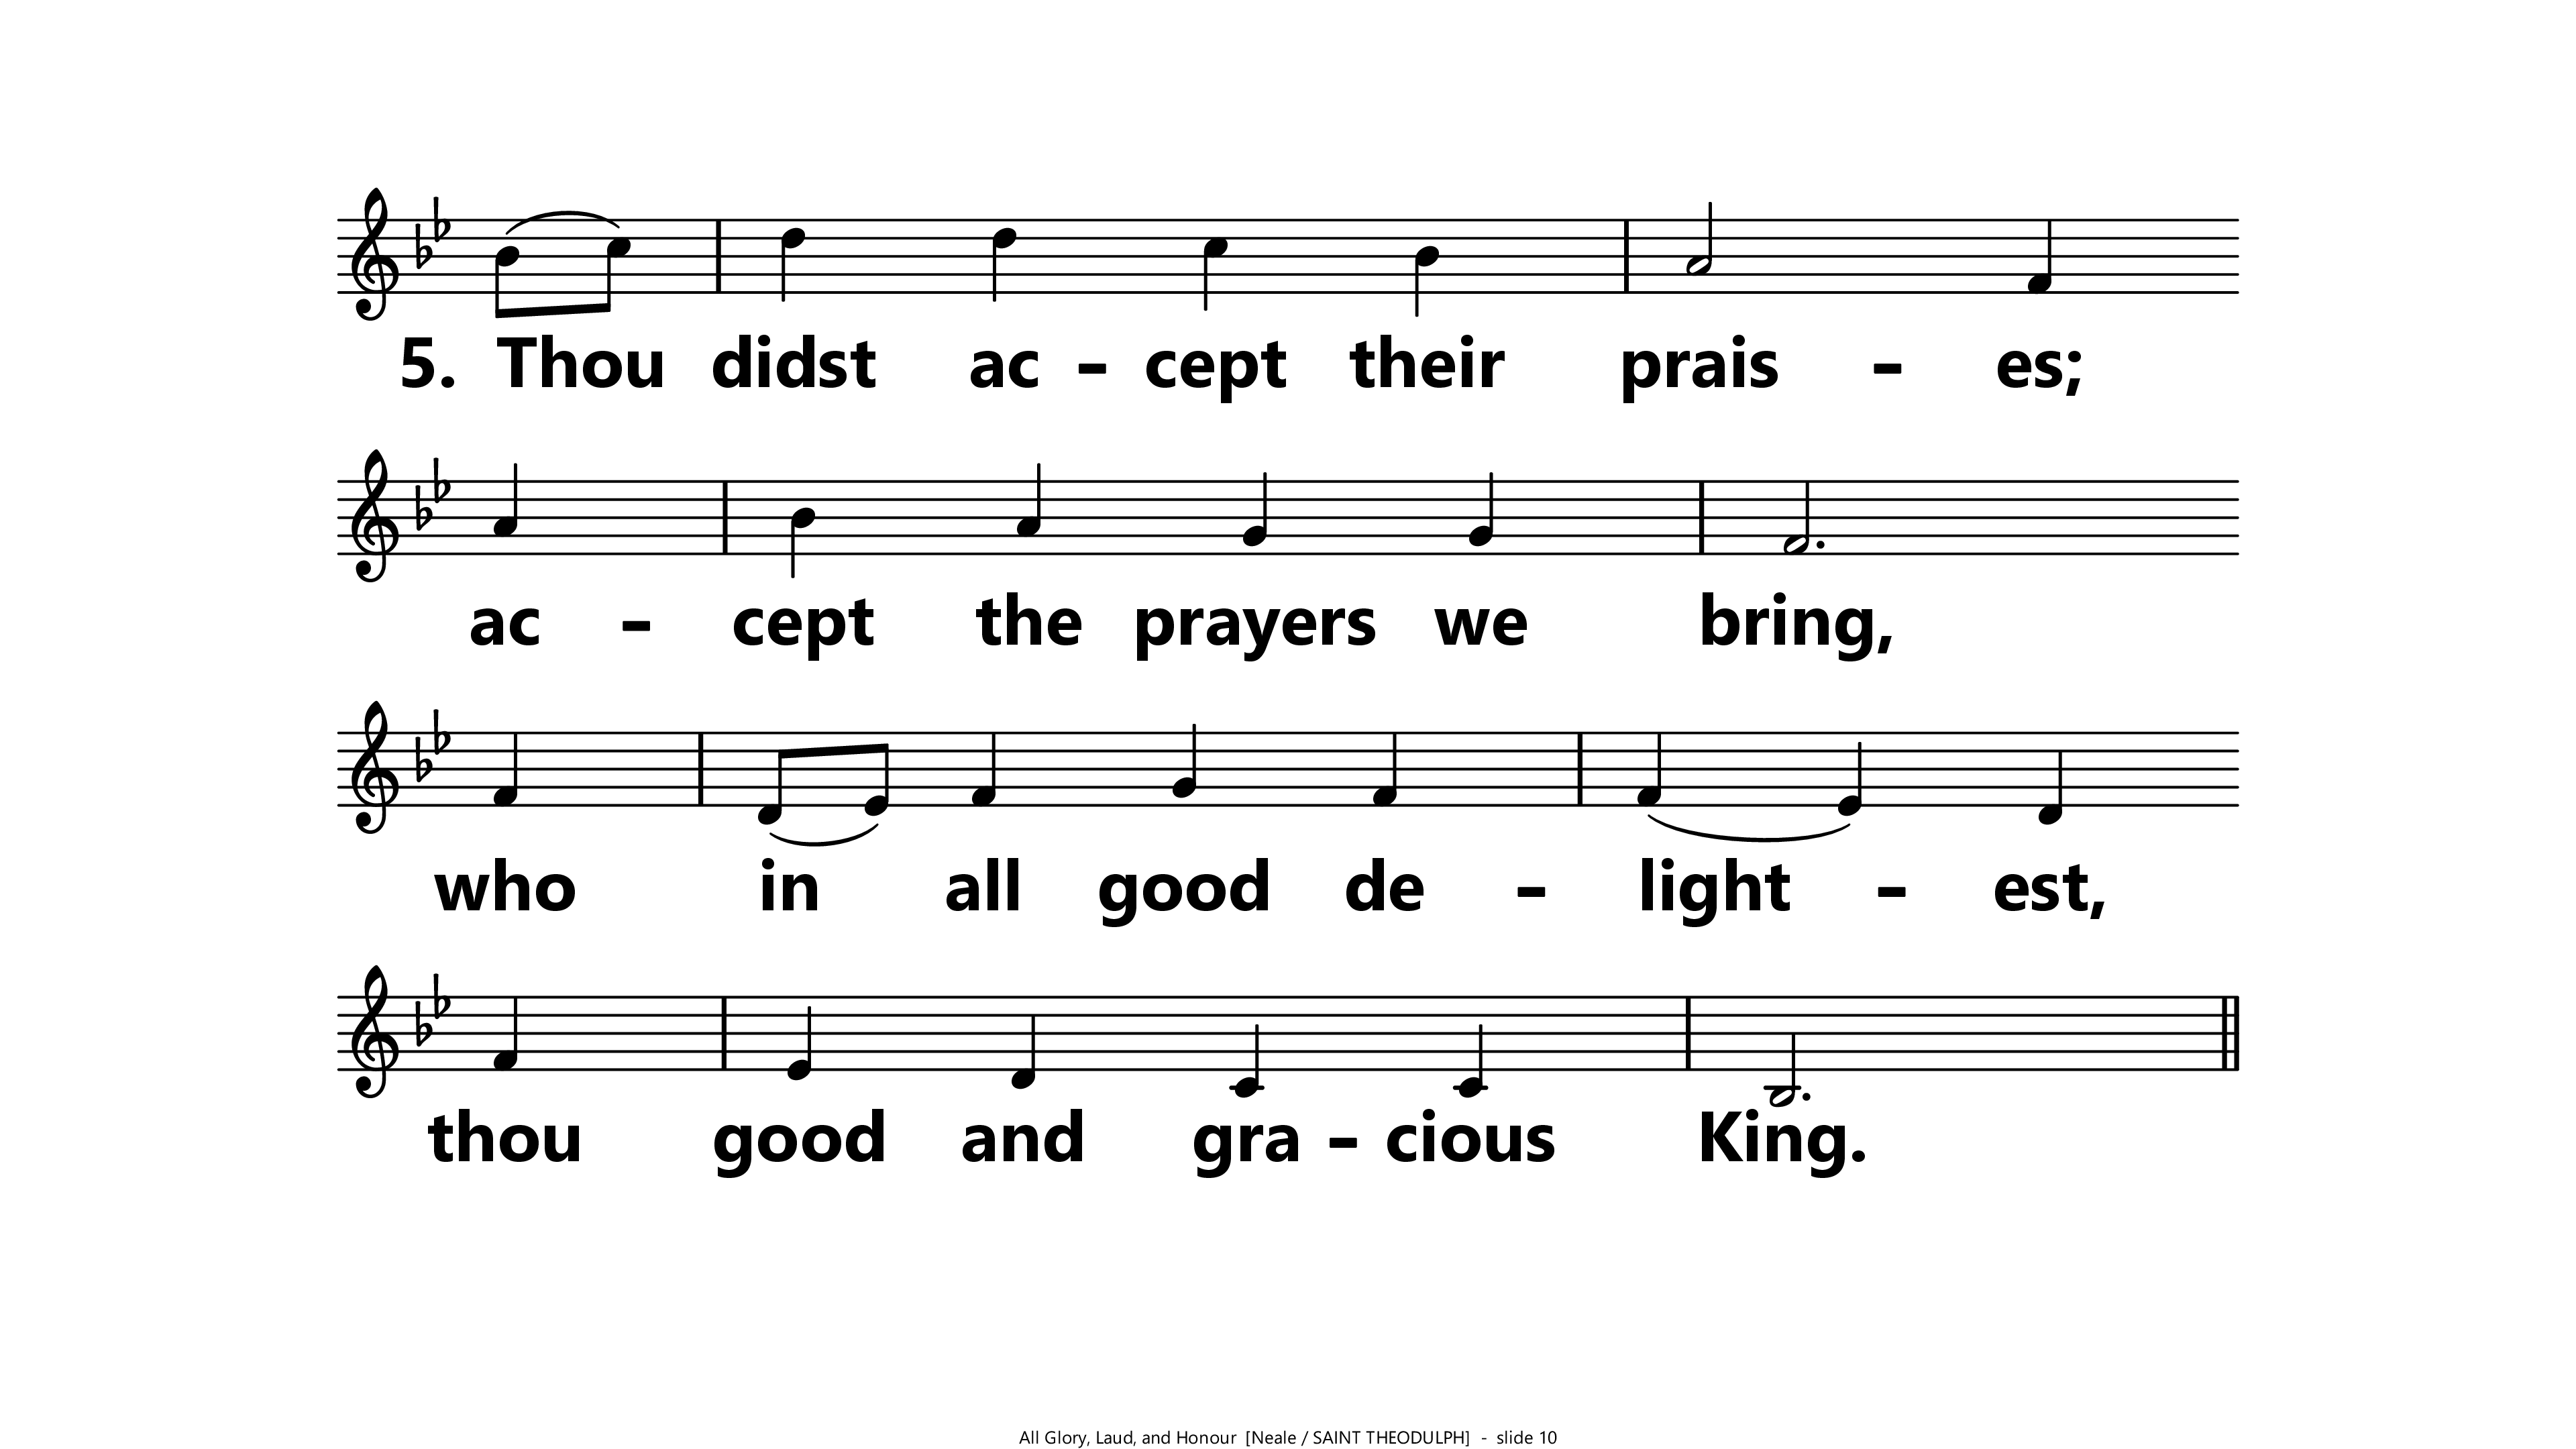 5. Thou didst ac - cept their prais - es;
ac - cept the prayers we bring,
who in all good de - light - est,
thou good and gra - cious King.
All Glory, Laud, and Honour [Neale / SAINT THEODULPH] - slide 10